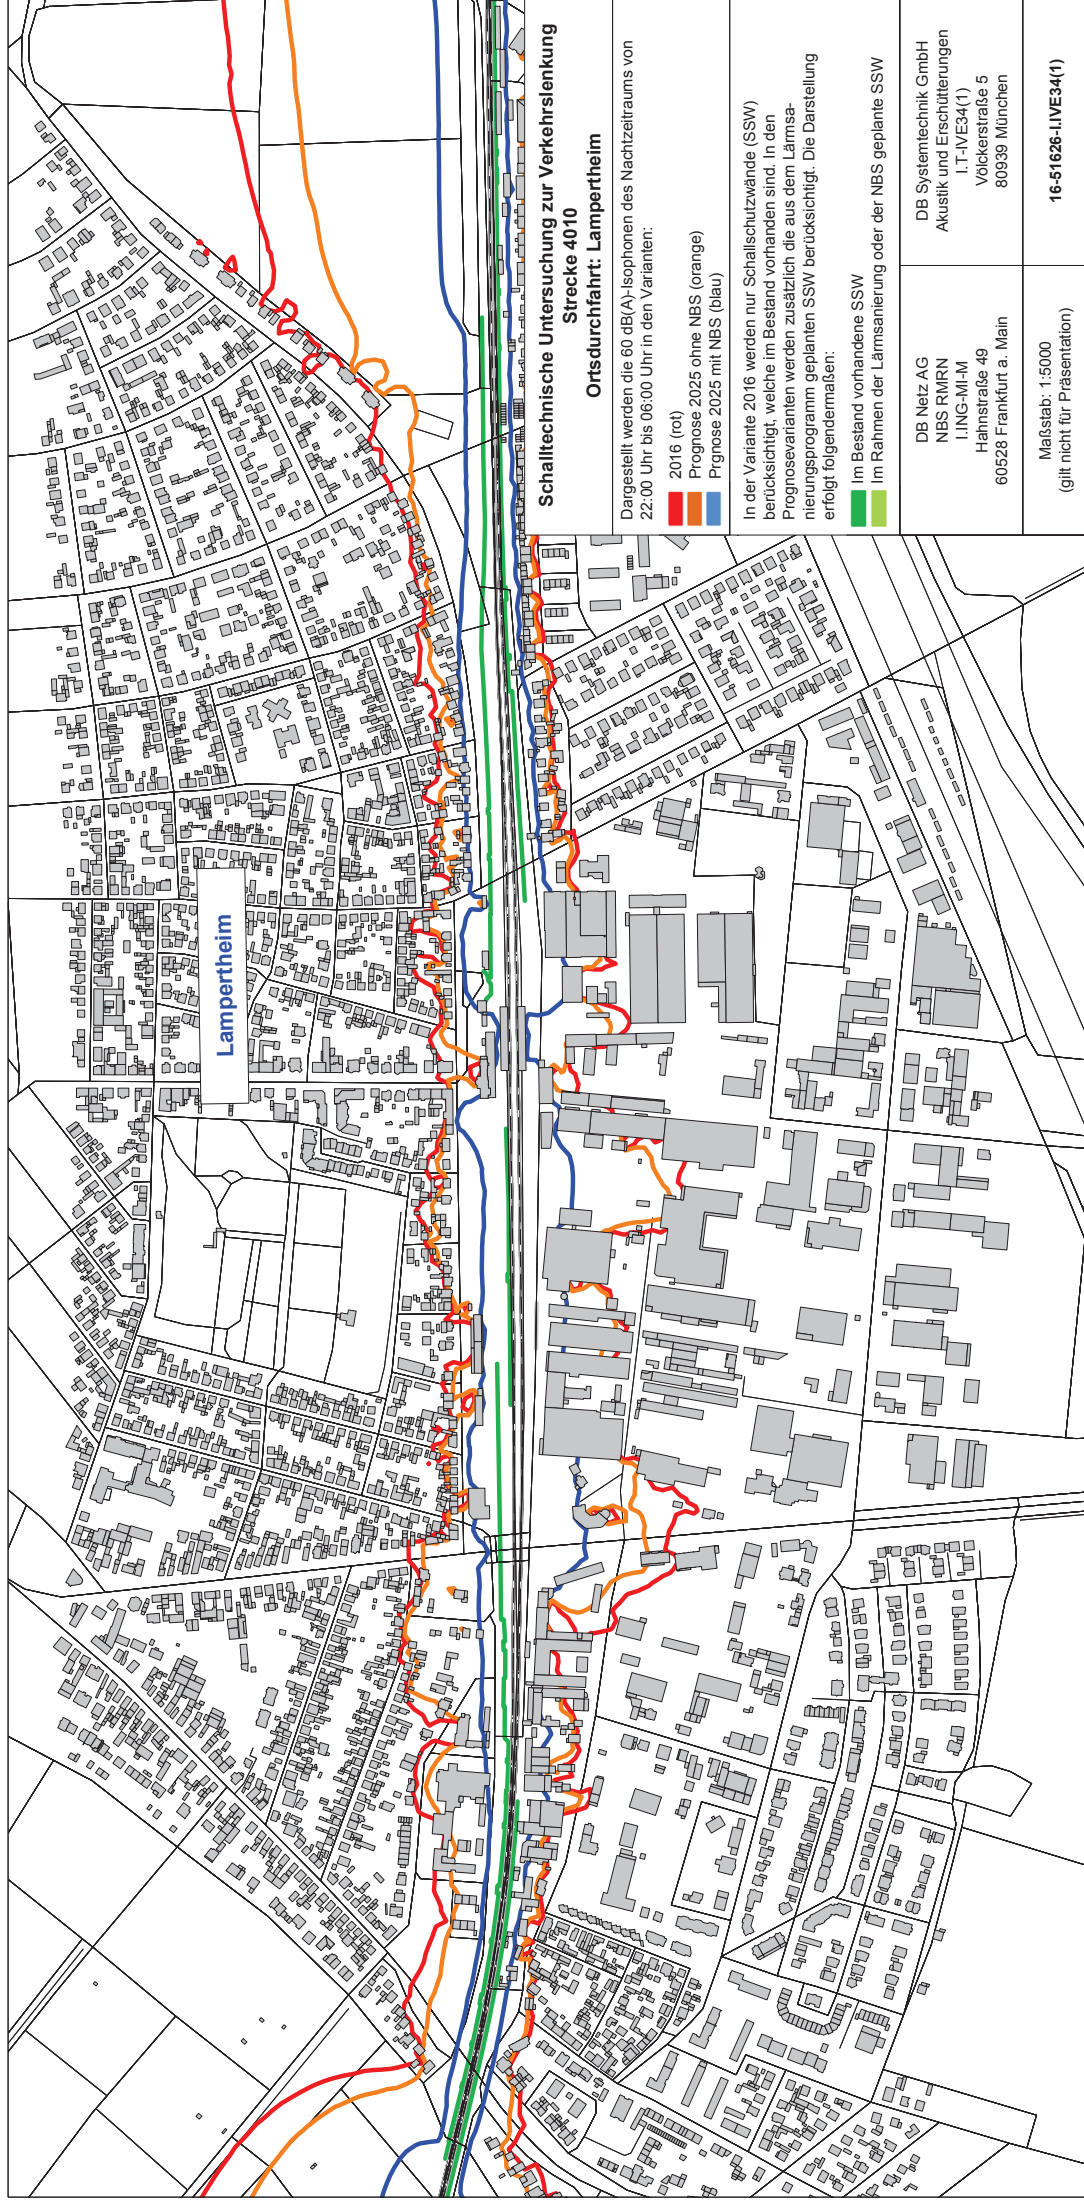 Lampertheim
Schalltechnische Untersuchung zur Verkehrslenkung
Strecke 4010
Ortsdurchfahrt: Lampertheim
Dargestellt werden die 60 dB(A)-Isophonen des Nachtzeitraums von
22:00 Uhr bis 06:00 Uhr in den Varianten:
2016 (rot)
Prognose 2025 ohne NBS (orange)
Prgnose 2025 mit NBS (blau)
In der Variante 2016 werden nur Schallschutzwände (SSW)
berücksichtigt, welche im Bestand vorhanden sind. In den
Prognosevarianten werden zusätzlich die aus dem Lärmsa-
nierungsprogramm geplanten SSW berücksichtigt. Die Darstellung
erfolgt folgendermaßen:
Im Bestand vorhandene SSW
Im Rahmen der Lärmsanierung oder der NBS geplante SSW
DB Netz AG
NBS RMRN
I.ING-MI-M
Hahnstraße 49
60528 Frankfurt a. Main
DB Systemtechnik GmbH
Akustik und Erschütterungen
I.T-IVE34(1)
Völckerstraße 5
80939 München
Maßstab: 1:5000
(gilt nicht für Präsentation)
16-51626-I.IVE34(1)